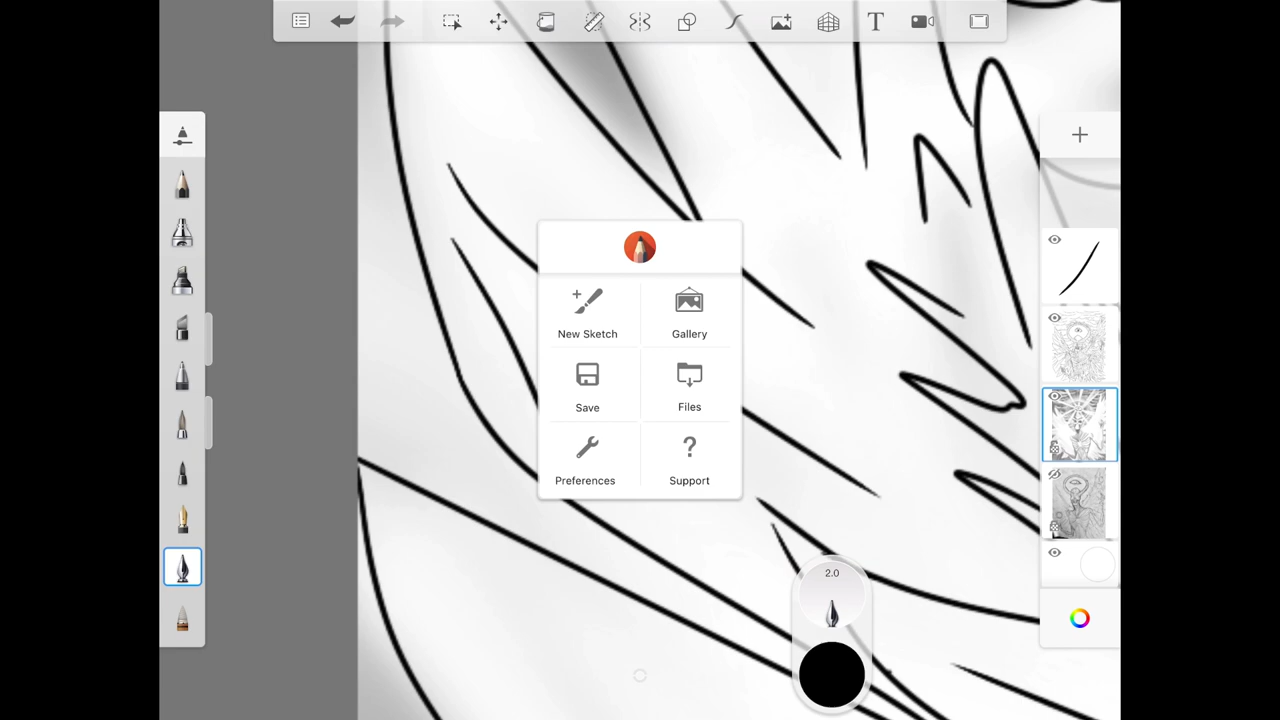 T
New Sketch
Gallery
Save
Files
?
Preferences
Support
2.0